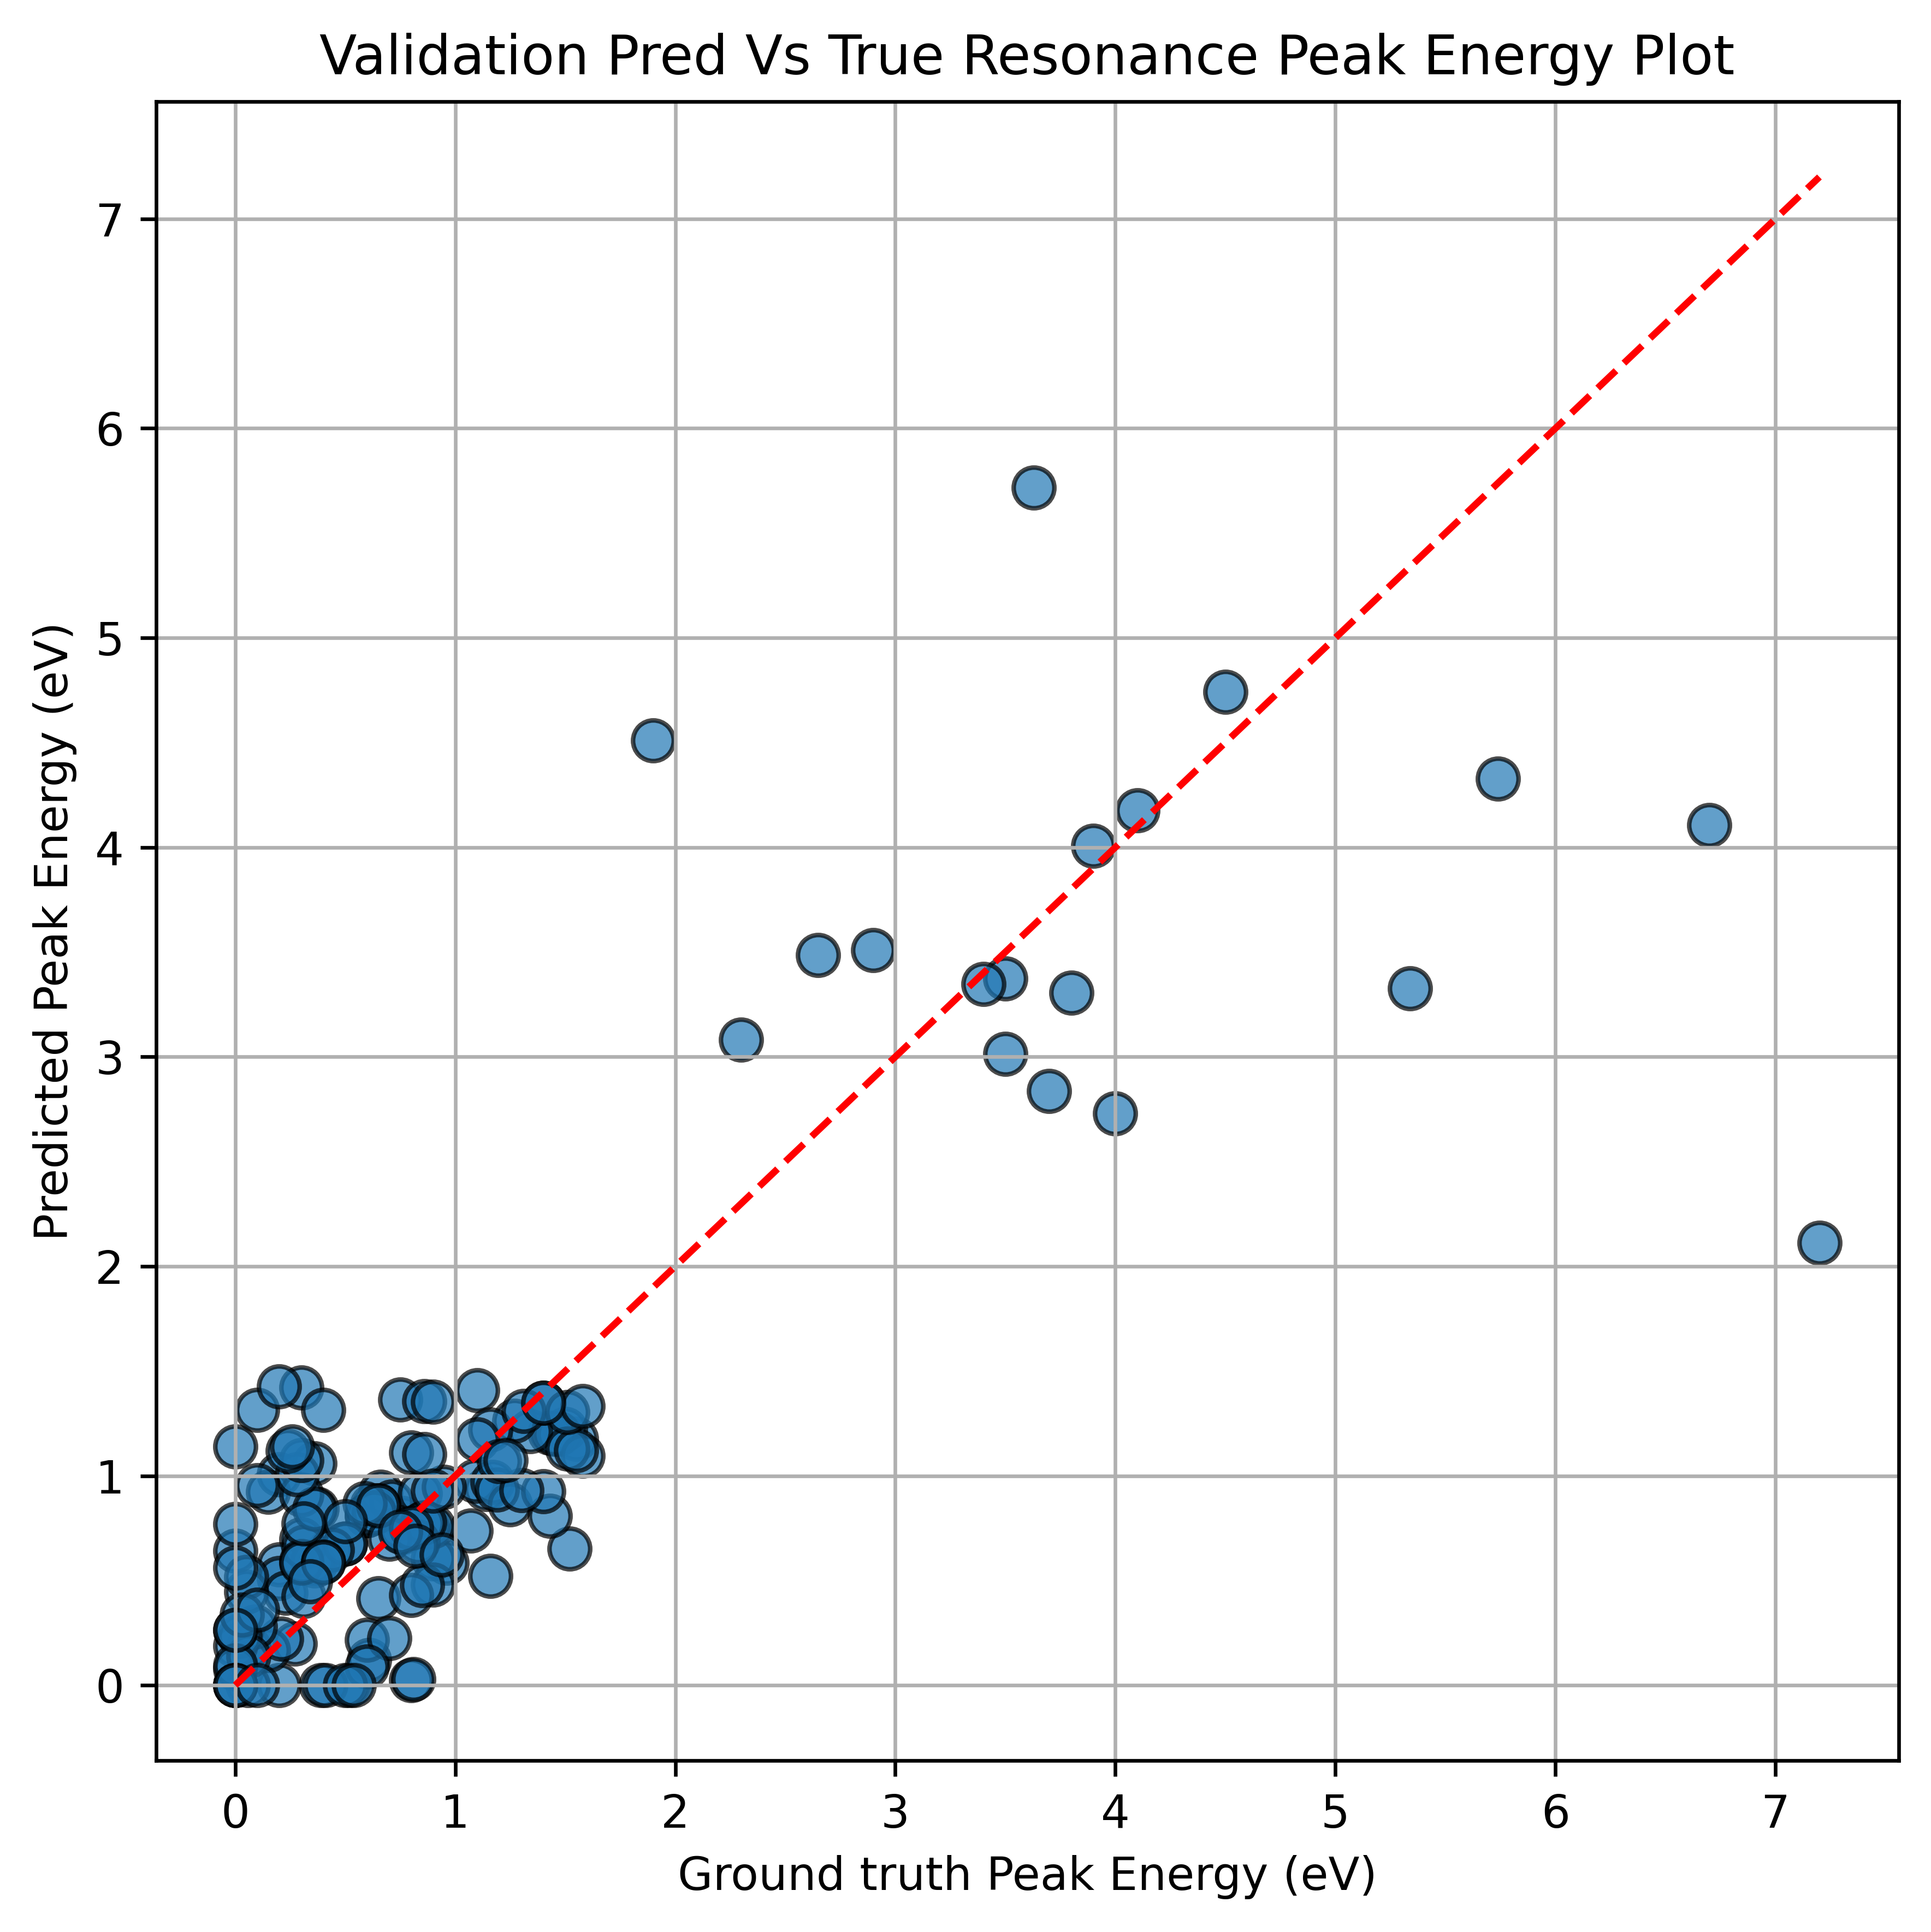 Validation Pred Vs True Resonance Peak Energy Plot
7
6
5
4
3
2
1
0
Predicted Peak Energy (eV)
0 1 2 3 4 5 6 7
Ground truth Peak Energy (eV)